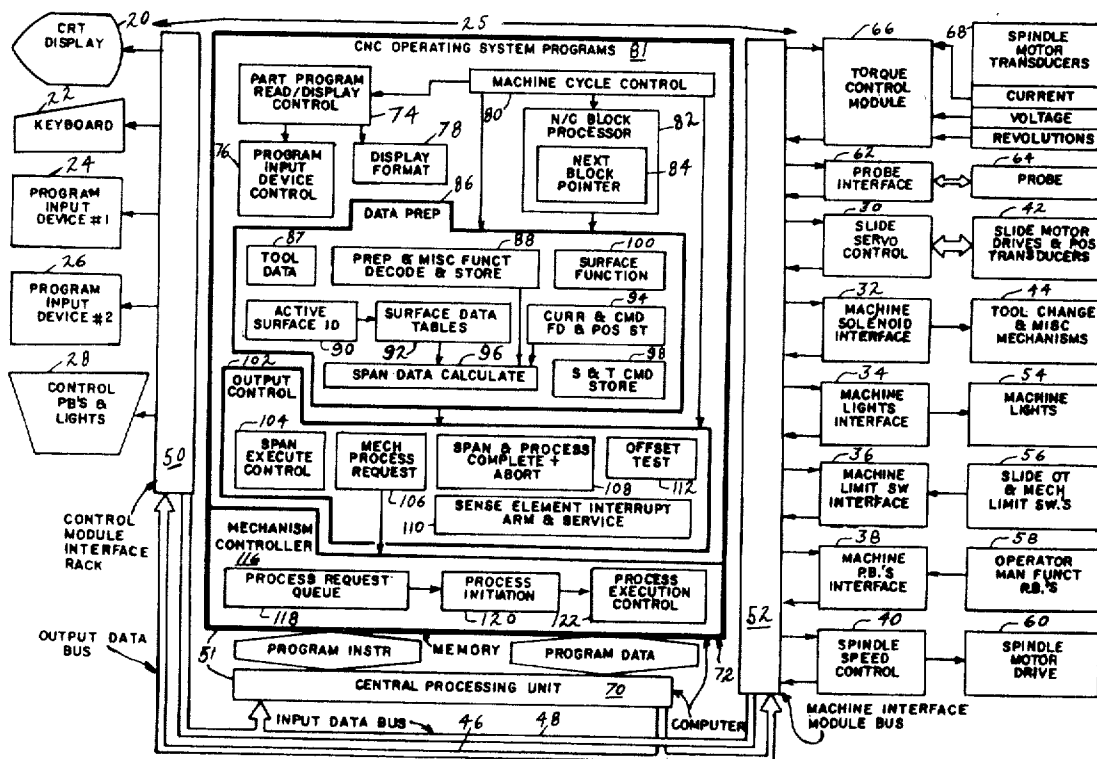 20
CRT
DISPLAY
22
KEYBOARD
24
PROGRAM
INPUT
DEVICE #1
26
PROGRAM
INPUT
DEVICE
#2
28
CONTROL
PB'S &
LIGHTS
50
CONTROL
MODULE
INTERFACE
RACK
OUTPUT DATA
BUS
25
CNC OPERATING SYSTEM PROGRAMS
81
PART PROGRAM
READ/DISPLAY
CONTROL
74
MACHINE CYCLE CONTROL
80
76
PROGRAM
INPUT
DEVICE
CONTROL
78
DISPLAY
FORMAT
N/C BLOCK
PROCESSOR
82
NEXT
BLOCK
POINTER
84
86
DATA PREP
87
TOOL
DATA
88
PREP & MISC FUNCT
DECODE & STORE
100
SURFACE
FUNCTION
ACTIVE
SURFACE ID
90
SURFACE DATA
TABLES
92
94
CURR & CMD
FD & POS ST
96
SPAN DATA CALCULATE
98
S & T CMD
STORE
102
OUTPUT
CONTROL
104
SPAN
EXECUTE
CONTROL
MECH
PROCESS
REQUEST
106
SPAN & PROCESS
COMPLETE +
ABORT
108
OFFSET
TEST
112
110
SENSE ELEMENT INTERRUPT
ARM & SERVICE
MECHANISM
CONTROLLER
116
PROCESS REQUEST
QUEUE
118
PROCESS
INITIATION
120
PROCESS
EXECUTION
CONTROL
122
51
PROGRAM INSTR
MEMORY
PROGRAM DATA
72
CENTRAL PROCESSING UNIT
70
COMPUTER
INPUT DATA BUS
46
48
52
MACHINE INTERFACE
MODULE BUS
66
TORQUE
CONTROL
MODULE
68
SPINDLE
MOTOR
TRANSDUCERS
CURRENT
VOLTAGE
REVOLUTIONS
62
PROBE
INTERFACE
64
PROBE
30
SLIDE
SERVO
CONTROL
42
SLIDE MOTOR
DRIVES & POS
TRANSDUCERS
32
MACHINE
SOLENOID
INTERFACE
44
TOOL CHANGE
& MISC
MECHANISMS
34
MACHINE
LIGHTS
INTERFACE
54
MACHINE
LIGHTS
36
MACHINE
LIMIT SW
INTERFACE
56
SLIDE OT
& MECH
LIMIT SW.S
38
MACHINE
P.B.'S
INTERFACE
58
OPERATOR
MAN FUNCT
P.B.'S
40
SPINDLE
SPEED
CONTROL
60
SPINDLE
MOTOR
DRIVE